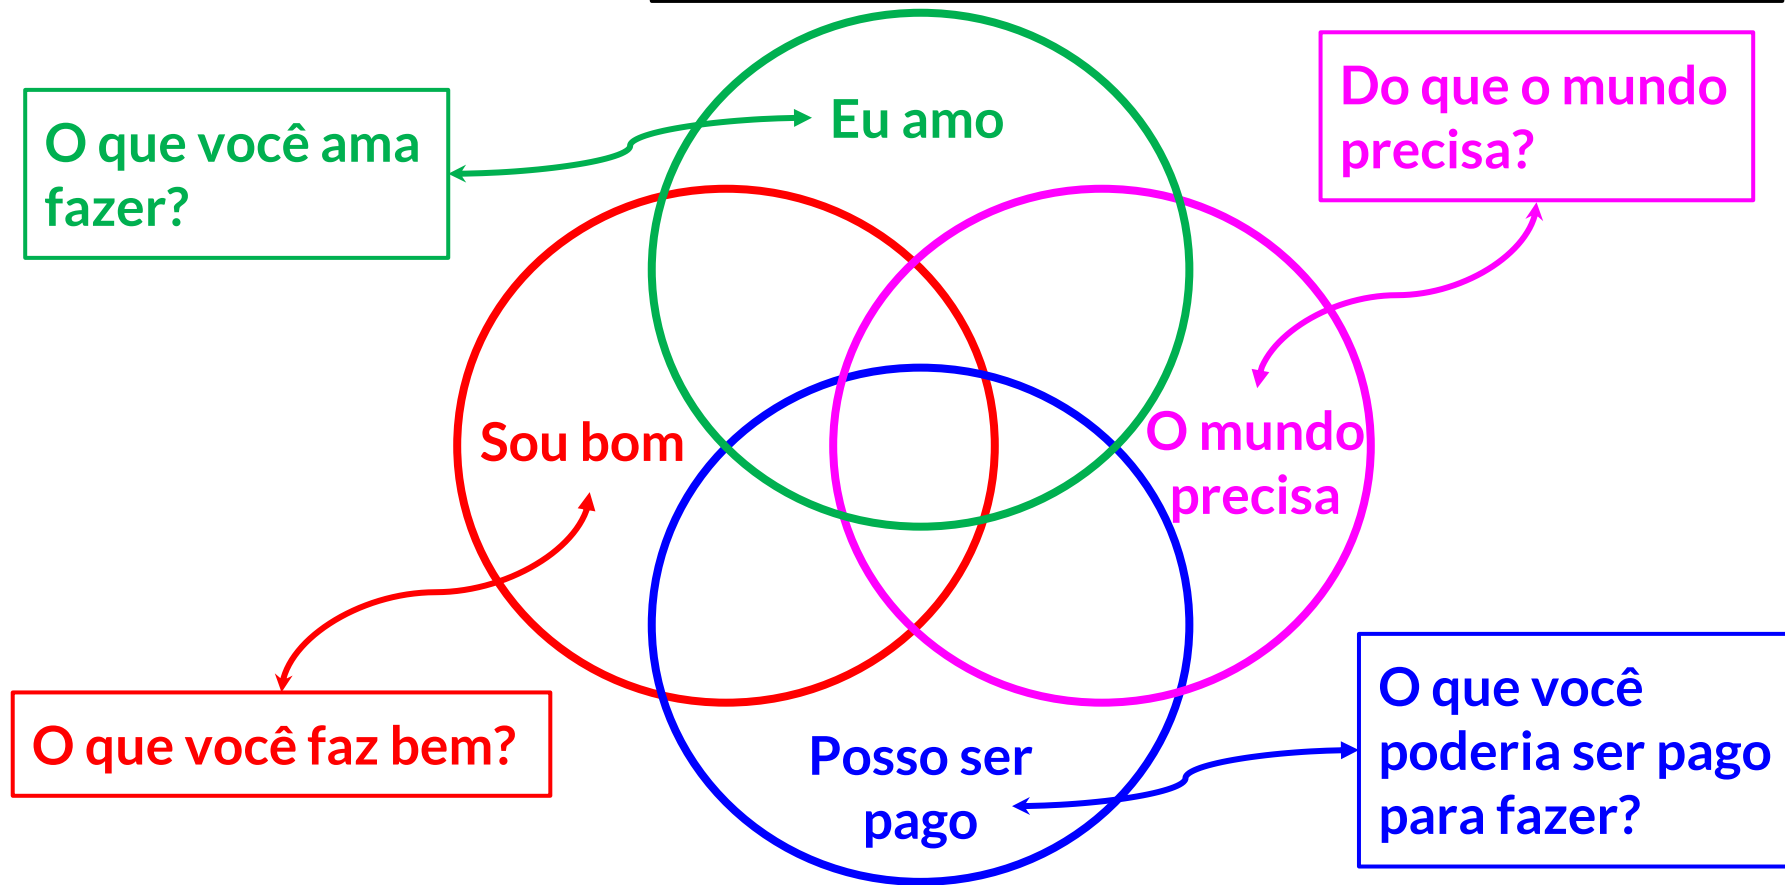 Do que o mundo
precisa?
Eu amo
O que você ama
fazer?
O mundo
precisa
Sou bom
O que você
poderia ser pago
para fazer?
O que você faz bem?
Posso ser
pago